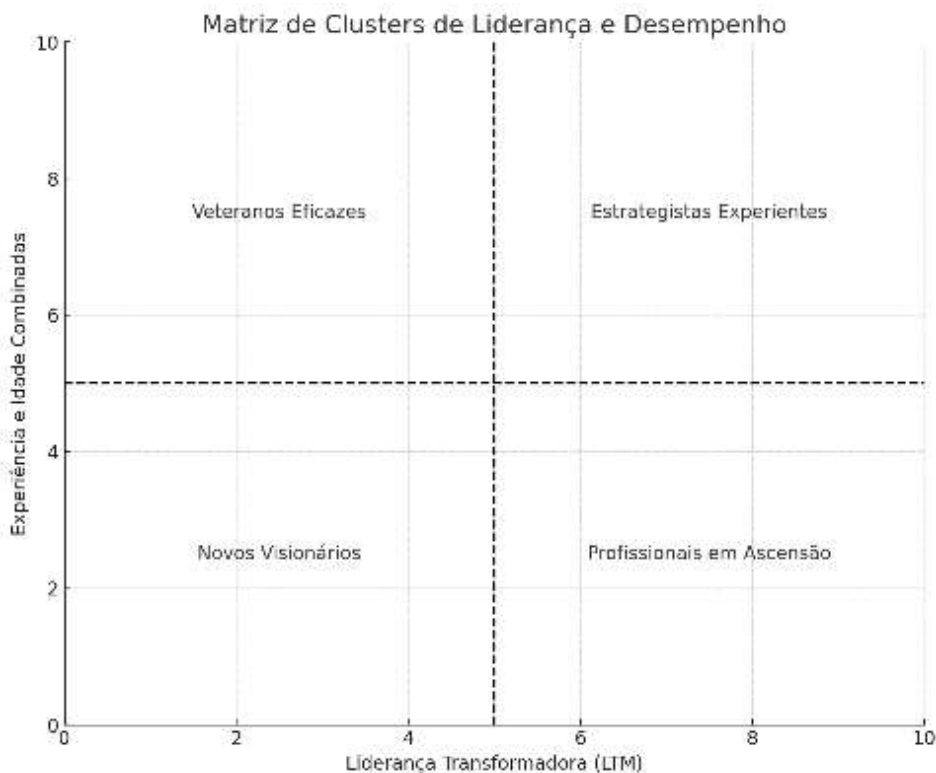 Matriz de Clusters de Liderança e Desempenho
10
8
Veteranos Eficazes Estrategistas Experientes
6
Experiência e Idade Combinadas
4
Novos Visionários Profissionais em Ascensão
2
0
0 2 4 6 8 10
Liderança Transformadora (LTM)